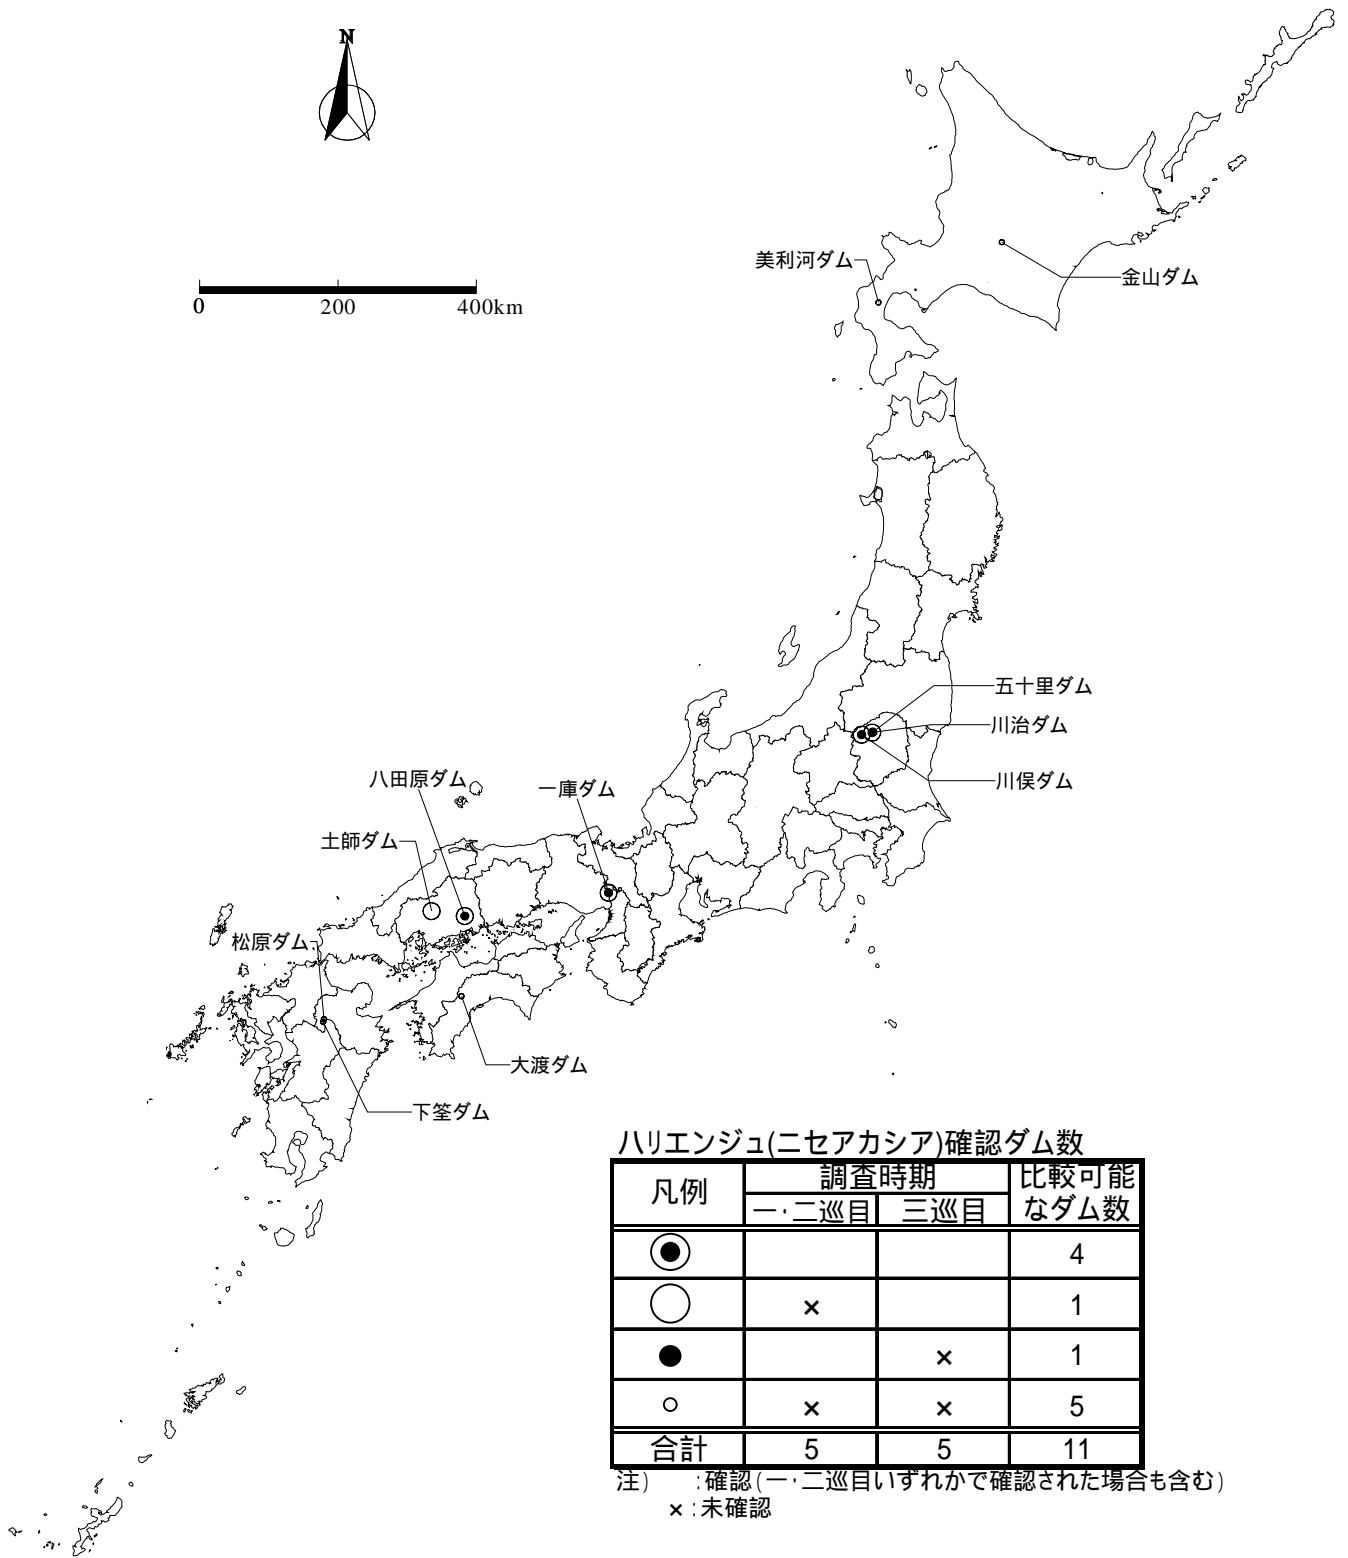 N
0 200 400km
美利河ダム
金山ダム
五十里ダム
川治ダム
川俣ダム
八田原ダム
一庫ダム
土師ダム
松原ダム
大渡ダム
下筌ダム
ハリエンジュ(ニセアカシア)確認ダム数
凡例 調査時期 比較可能
一・二巡目 三巡目 なダム数
4
× 1
× 1
× × 5
合計 5 5 11
注) :確認(一・二巡目いずれかで確認された場合も含む)
×:未確認